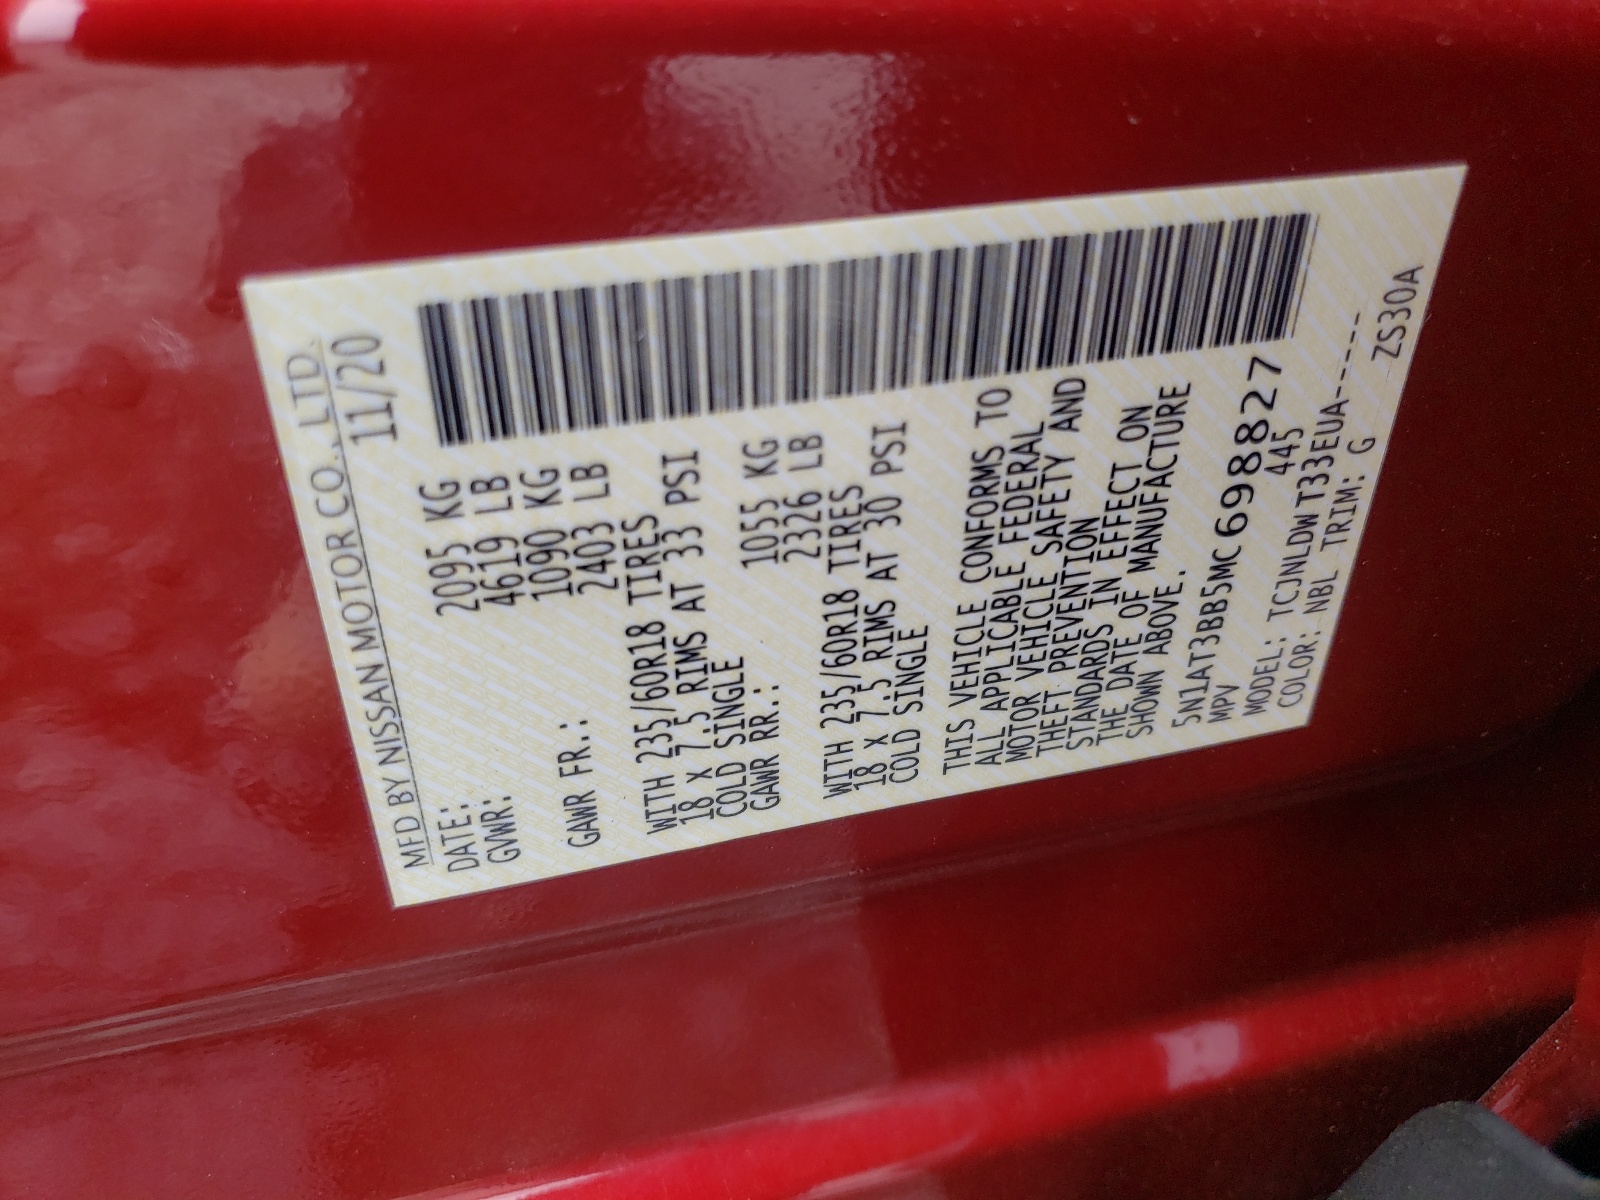 MFD BY NISSAN MOTOR CO., LTD.
DATE: 11/20
GVWR: 2095 KG
4619 LB
GAWR FR.: 1090 KG
2403 LB
WITH 235/60R18 TIRES
18 X 7.5 RIMS AT 33 PSI
COLD SINGLE
GAWR RR.: 1055 KG
2326 LB
WITH 235/60R18 TIRES
18 X 7.5 RIMS AT 30 PSI
COLD SINGLE
THIS VEHICLE CONFORMS TO
ALL APPLICABLE FEDERAL
MOTOR VEHICLE SAFETY AND
THEFT PREVENTION
STANDARDS IN EFFECT ON
THE DATE OF MANUFACTURE
SHOWN ABOVE.
5N1AT3BB5MC698827
MPV 445
MODEL: TCJNLDWT33EUA-----
COLOR: NBL TRIM: G
ZS30A